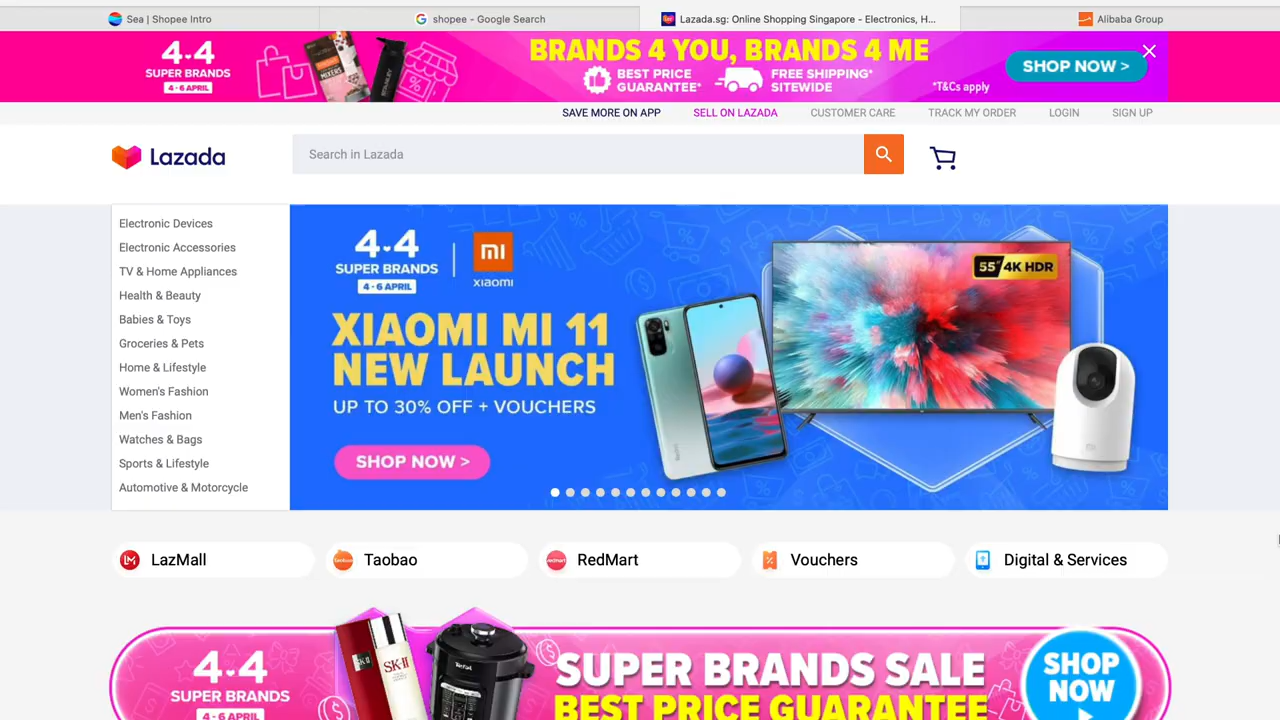 Sea | Shopee Intro
shopee - Google Search
Lazada.sg: Online Shopping Singapore - Electronics, H...
Alibaba Group
4.4
SUPER BRANDS
4 - 6 APRIL
BRANDS 4 YOU, BRANDS 4 ME
BEST PRICE
GUARANTEE*
FREE SHIPPING*
SITEWIDE
*T&Cs apply
SHOP NOW >
SAVE MORE ON APP
SELL ON LAZADA
CUSTOMER CARE
TRACK MY ORDER
LOGIN
SIGN UP
Lazada
Search in Lazada
Electronic Devices
Electronic Accessories
TV & Home Appliances
Health & Beauty
Babies & Toys
Groceries & Pets
Home & Lifestyle
Women's Fashion
Men's Fashion
Watches & Bags
Sports & Lifestyle
Automotive & Motorcycle
4.4
SUPER BRANDS
4 - 6 APRIL
mi
XIAOMI
XIAOMI MI 11
NEW LAUNCH
UP TO 30% OFF + VOUCHERS
SHOP NOW >
55" 4K HDR
LazMall
Taobao
RedMart
Vouchers
Digital & Services
4.4
SUPER BRANDS
4 - 6 APRIL
SK-II
Tefal
SUPER BRANDS SALE
BEST PRICE GUARANTEE
SHOP
NOW